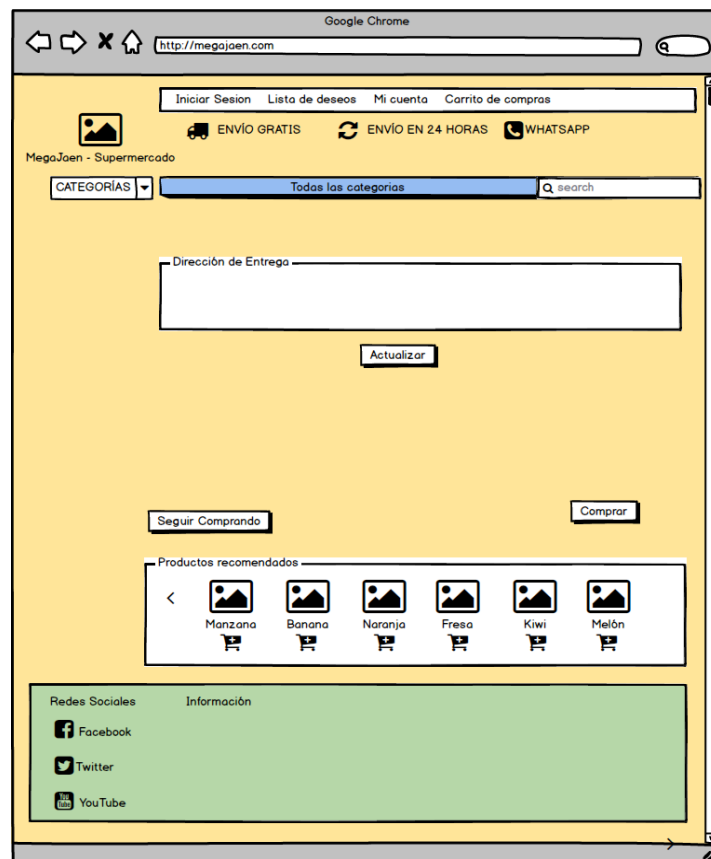 Google Chrome
http://megajaen.com
Iniciar Sesion Lista de deseos Mi cuenta Carrito de compras
ENVÍO GRATIS ENVÍO EN 24 HORAS WHATSAPP
MegaJaen - Supermercado
CATEGORÍAS Todas las categorias search
Dirección de Entrega
Actualizar
Seguir Comprando Comprar
Productos recomendados
Manzana Banana Naranja Fresa Kiwi Melón
Redes Sociales Información
Facebook
Twitter
You Tube YouTube